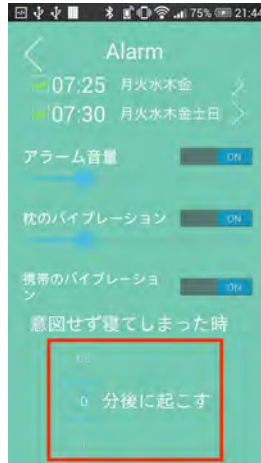 75% 21:44
Alarm
07:25 月火水木金
07:30 月火水木金土日
アラーム音量 ON
枕のバイブレーション ON
携帯のバイブレーショ ON
ン
意図せず寝てしまった時
0 分後に起こす